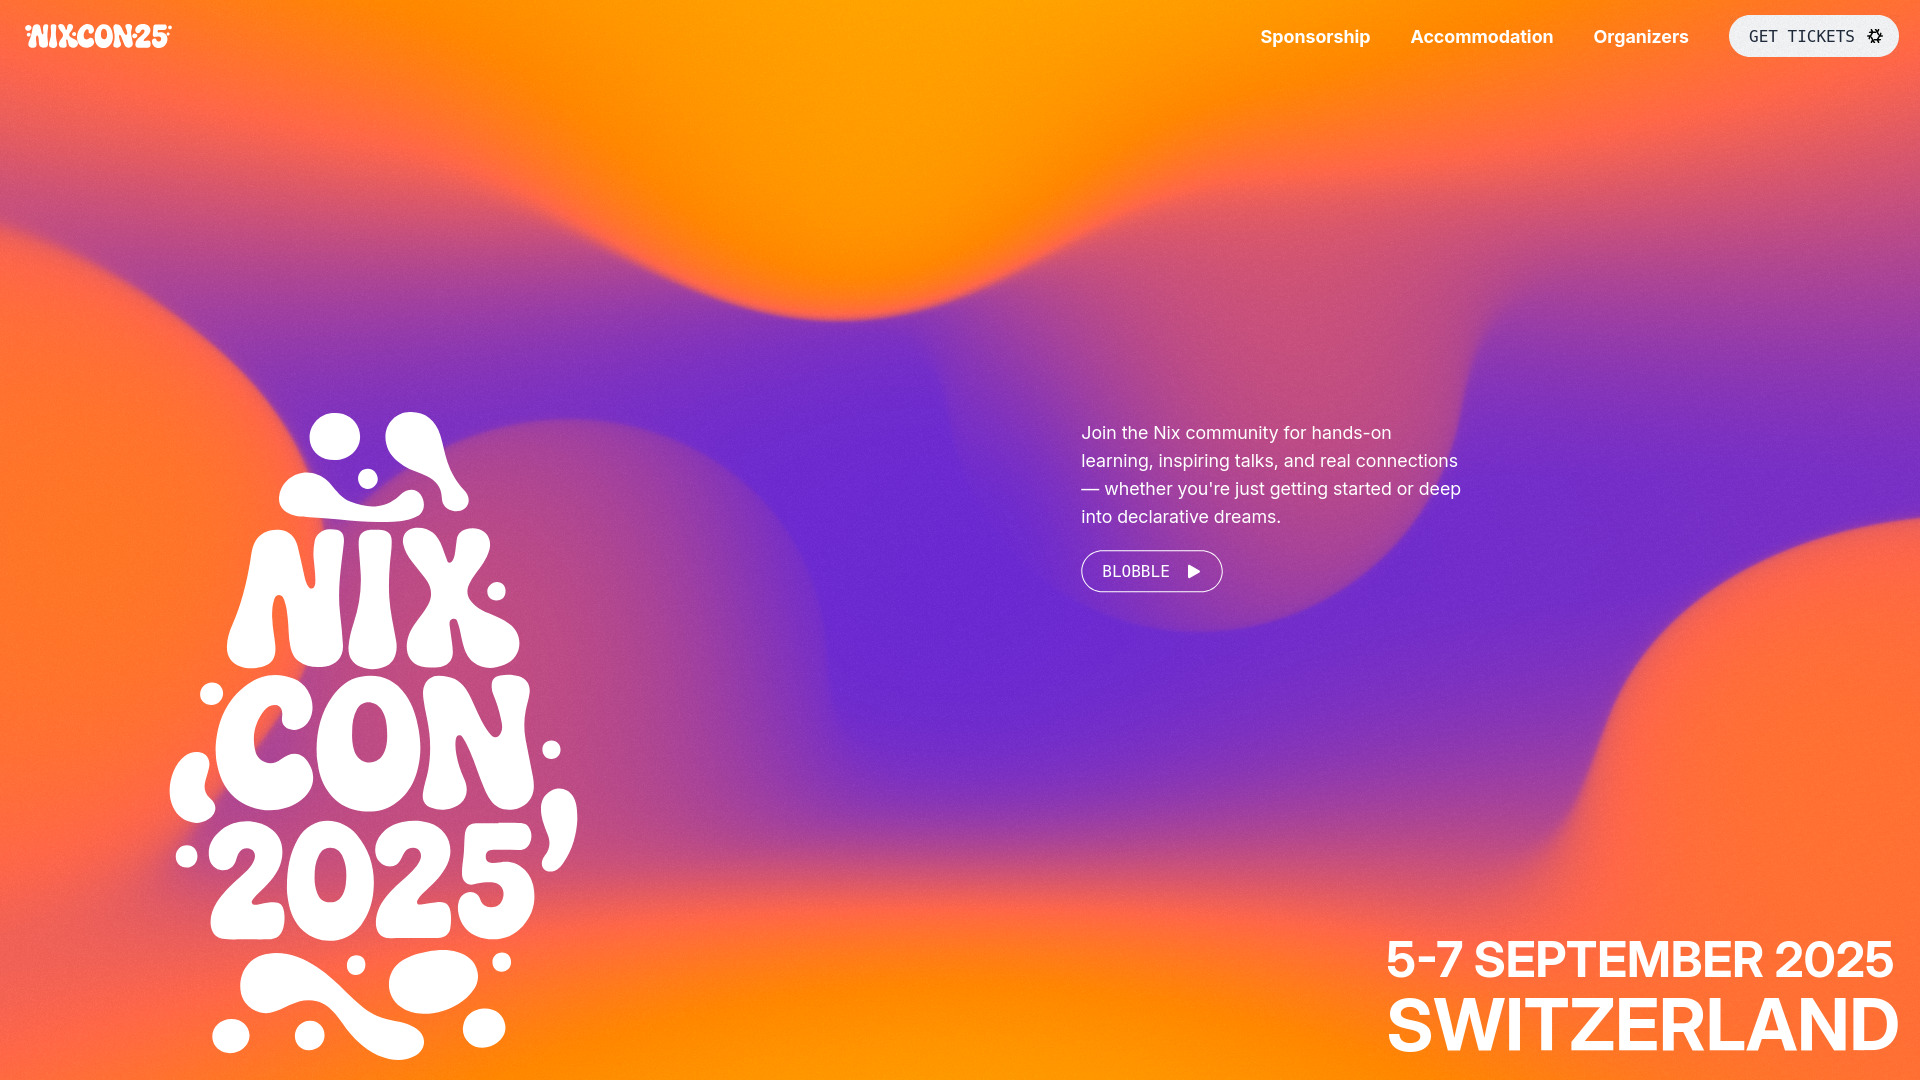 NIX·CON·25
Sponsorship
Accommodation
Organizers
GET TICKETS
NIX
CON
2025
Join the Nix community for hands-on
learning, inspiring talks, and real connections
— whether you're just getting started or deep
into declarative dreams.
BLOBBLE
5-7 SEPTEMBER 2025
SWITZERLAND